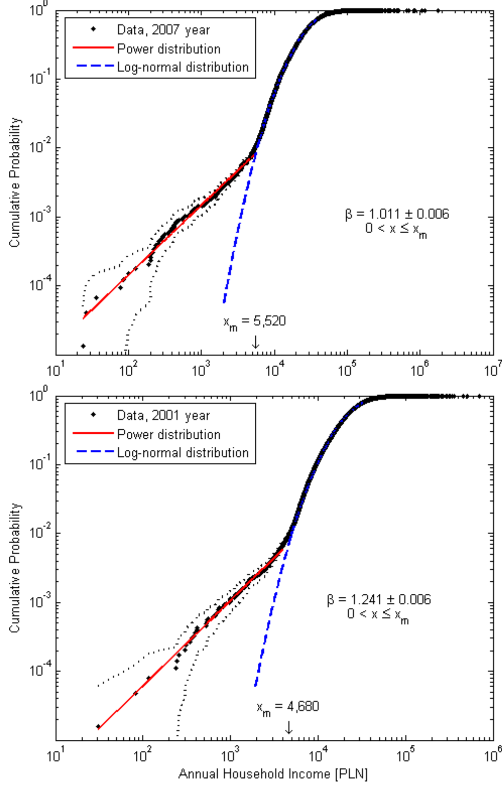 10^0
Data, 2007 year
Power distribution
Log-normal distribution
10^-1
10^-2
Cumulative Probability
10^-3
β = 1.011 ± 0.006
0 < x ≤ x_m
10^-4
x_m = 5,520
↓
10^1 10^2 10^3 10^4 10^5 10^6 10^7
10^0
Data, 2001 year
Power distribution
Log-normal distribution
10^-1
10^-2
Cumulative Probability
10^-3
β = 1.241 ± 0.006
0 < x ≤ x_m
10^-4
x_m = 4,680
↓
10^1 10^2 10^3 10^4 10^5 10^6
Annual Household Income [PLN]